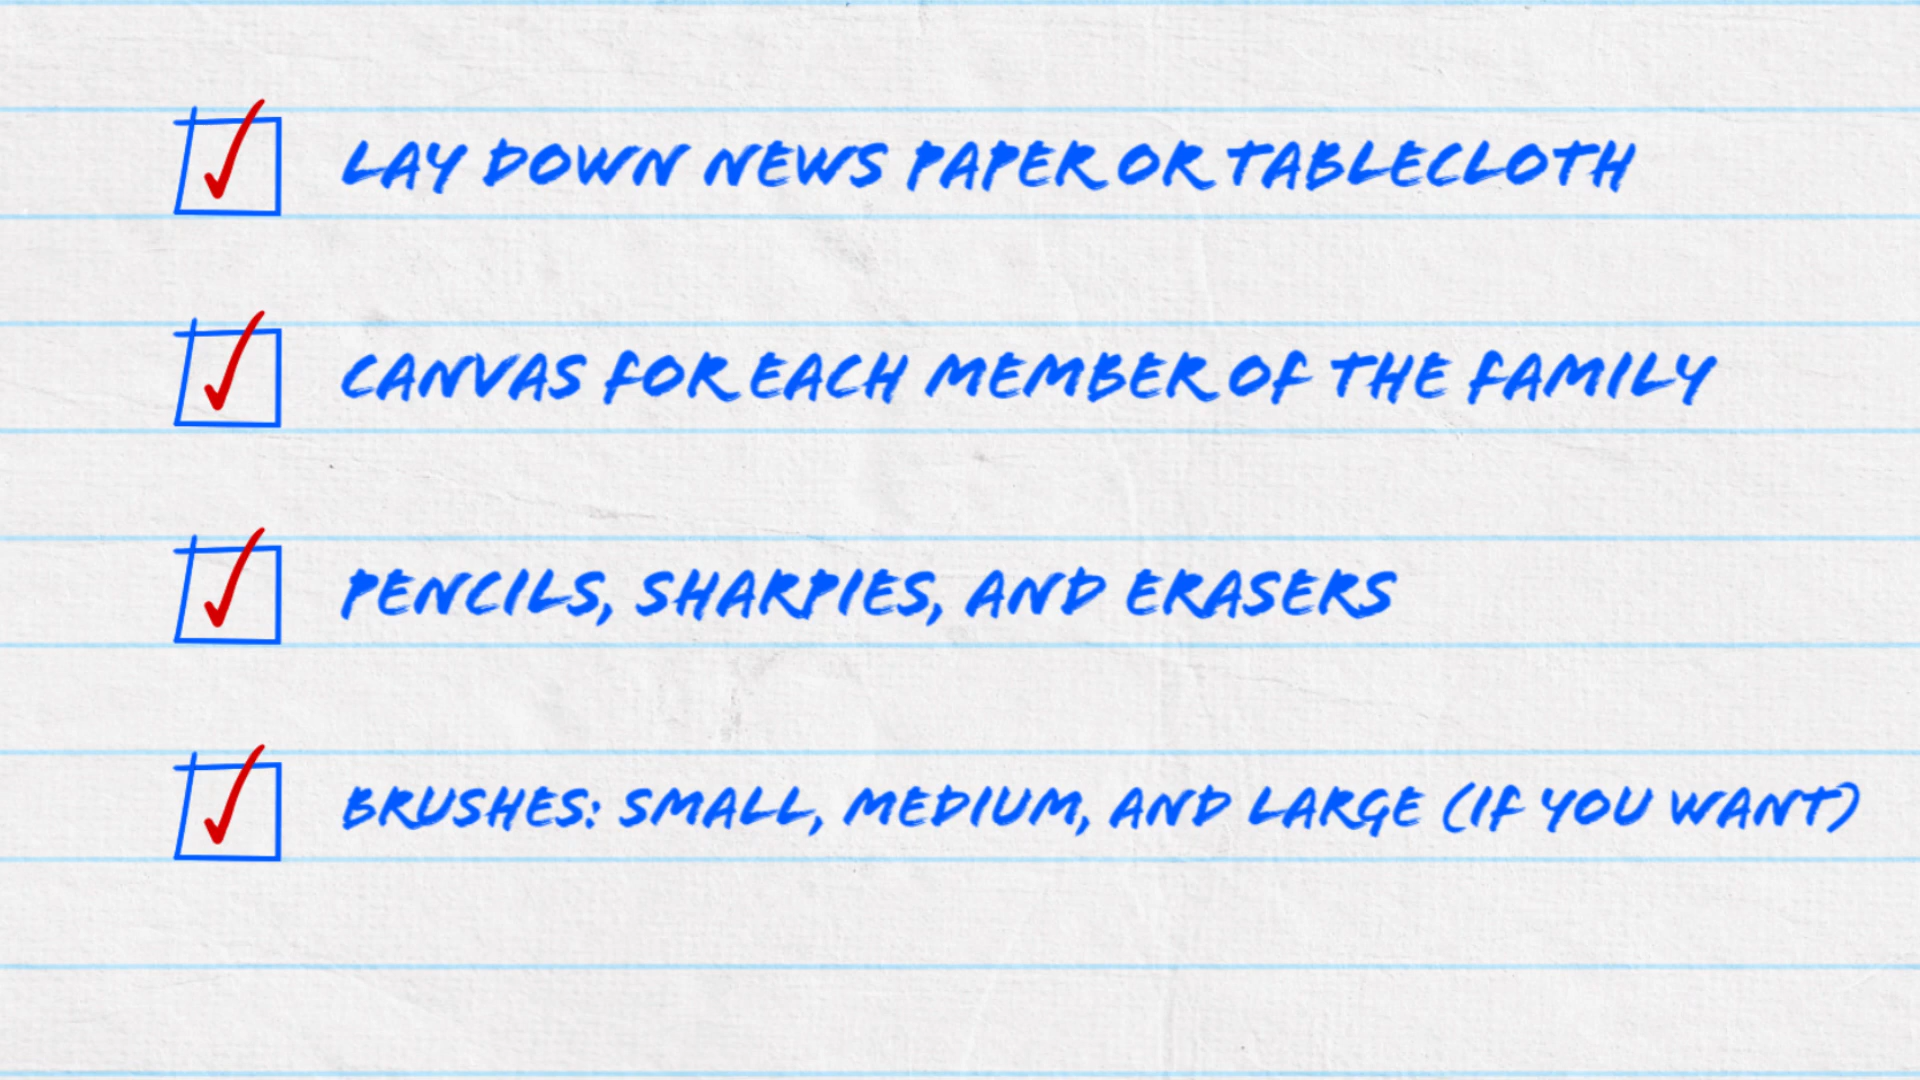 LAY DOWN NEWS PAPER OR TABLECLOTH
CANVAS FOR EACH MEMBER OF THE FAMILY
PENCILS, SHARPIES, AND ERASERS
BRUSHES: SMALL, MEDIUM, AND LARGE (IF YOU WANT)